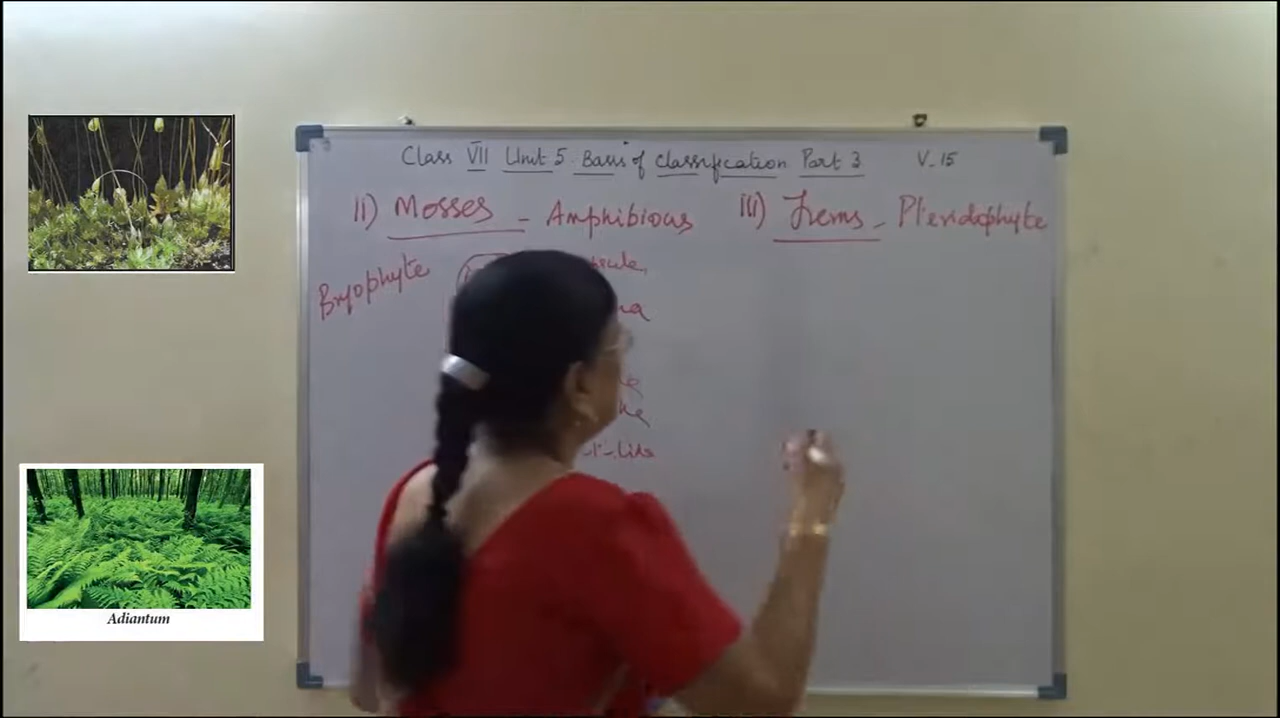 Class VII Unit 5 Basis of Classification Part 3 V-15
II) Mosses - Amphibious
III) Ferns - Pteridophyte
Bryophyte
Adiantum